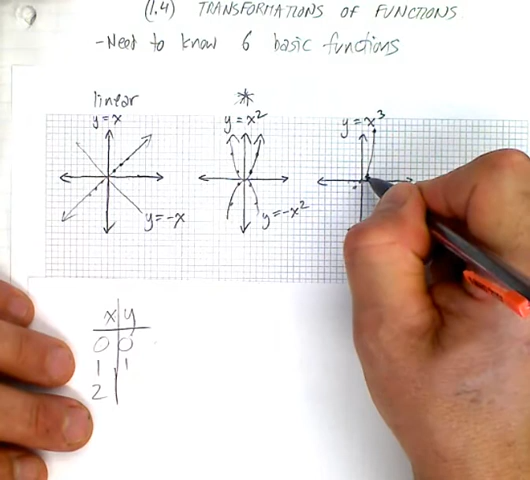 (1.4) TRANSFORMATIONS OF FUNCTIONS
-Need to know 6 basic functions
linear
y=x
y=-x
*
y=x²
y=-x²
y=x³
x y
0 0
1 1
2